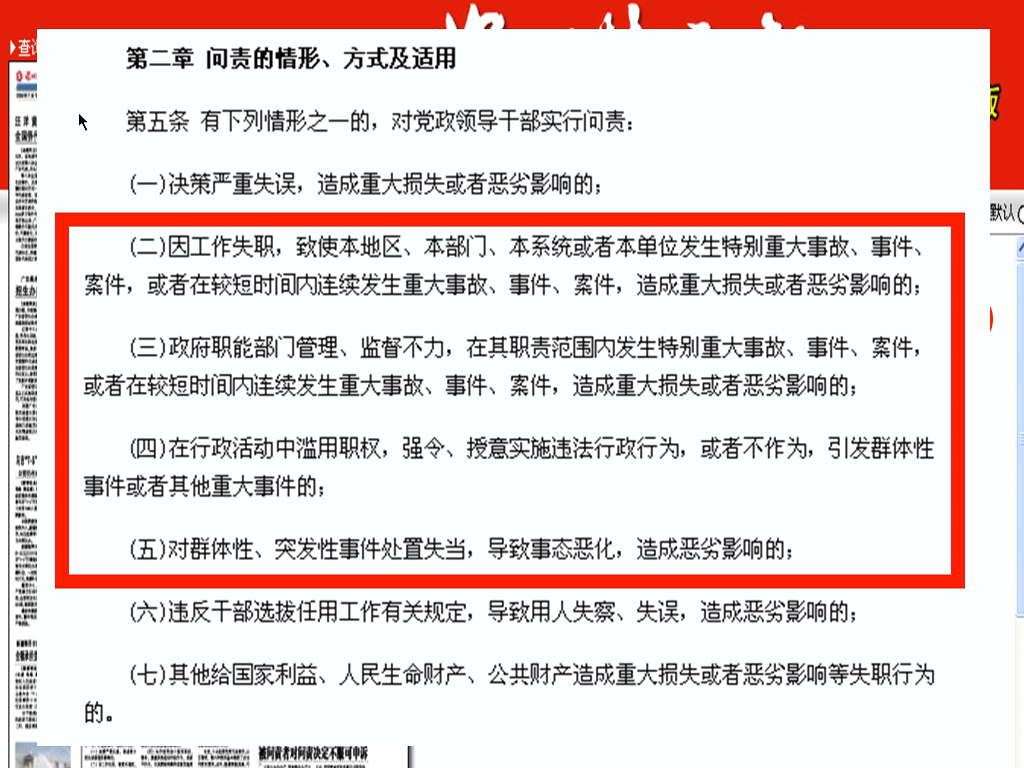 第二章 问责的情形、方式及适用
第五条 有下列情形之一的，对党政领导干部实行问责：
(一)决策严重失误，造成重大损失或者恶劣影响的；
(二)因工作失职，致使本地区、本部门、本系统或者本单位发生特别重大事故、事件、
案件，或者在较短时间内连续发生重大事故、事件、案件，造成重大损失或者恶劣影响的；
(三)政府职能部门管理、监督不力，在其职责范围内发生特别重大事故、事件、案件，
或者在较短时间内连续发生重大事故、事件、案件，造成重大损失或者恶劣影响的；
(四)在行政活动中滥用职权，强令、授意实施违法行政行为，或者不作为，引发群体性
事件或者其他重大事件的；
(五)对群体性、突发性事件处置失当，导致事态恶化，造成恶劣影响的；
(六)违反干部选拔任用工作有关规定，导致用人失察、失误，造成恶劣影响的；
(七)其他给国家利益、人民生命财产、公共财产造成重大损失或者恶劣影响等失职行为
的。
默认
被问责者对问责决定不服可申诉